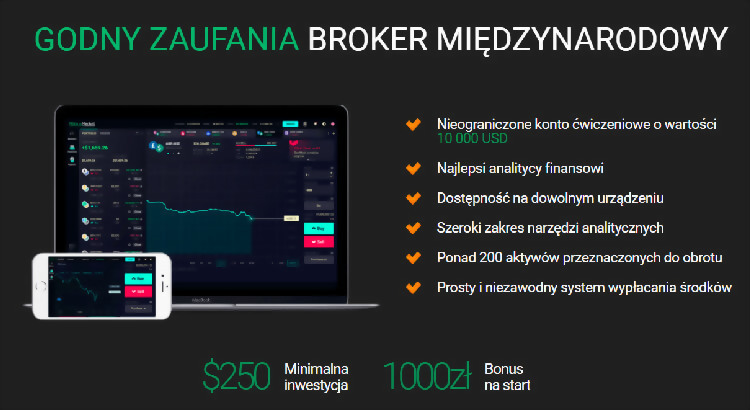 GODNY ZAUFANIA BROKER MIĘDZYNARODOWY
Nieograniczone konto ćwiczeniowe o wartości
10 000 USD
Najlepsi analitycy finansowi
Dostępność na dowolnym urządzeniu
Szeroki zakres narzędzi analitycznych
Ponad 200 aktywów przeznaczonych do obrotu
Prosty i niezawodny system wypłacania środków
$250 Minimalna
inwestycja
1000zł Bonus
na start